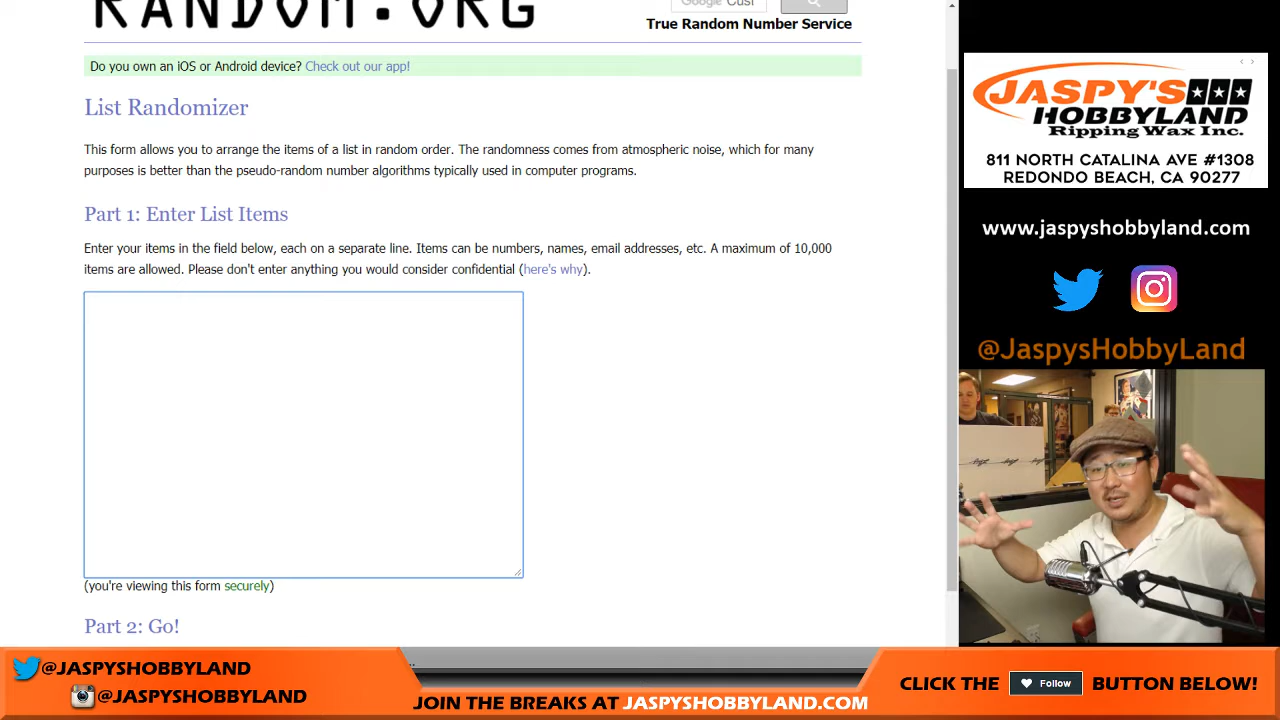 RANDOM.ORG
Google Cust
True Random Number Service
Do you own an iOS or Android device? Check out our app!
List Randomizer
This form allows you to arrange the items of a list in random order. The randomness comes from atmospheric noise, which for many
purposes is better than the pseudo-random number algorithms typically used in computer programs.
Part 1: Enter List Items
Enter your items in the field below, each on a separate line. Items can be numbers, names, email addresses, etc. A maximum of 10,000
items are allowed. Please don't enter anything you would consider confidential (here's why).
(you're viewing this form securely)
Part 2: Go!
JASPY'S
HOBBYLAND
Ripping Wax Inc.
811 NORTH CATALINA AVE #1308
REDONDO BEACH, CA 90277
www.jaspyshobbyland.com
@JaspysHobbyLand
@JASPYSHOBBYLAND
@JASPYSHOBBYLAND
JOIN THE BREAKS AT JASPYSHOBBYLAND.COM
CLICK THE Follow BUTTON BELOW!